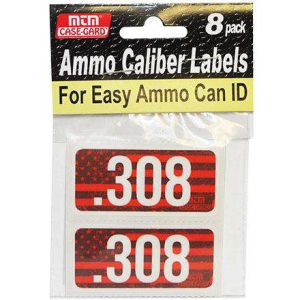 mtm
CASE-GARD
8 pack
Ammo Caliber Labels
For Easy Ammo Can ID
.308
.308